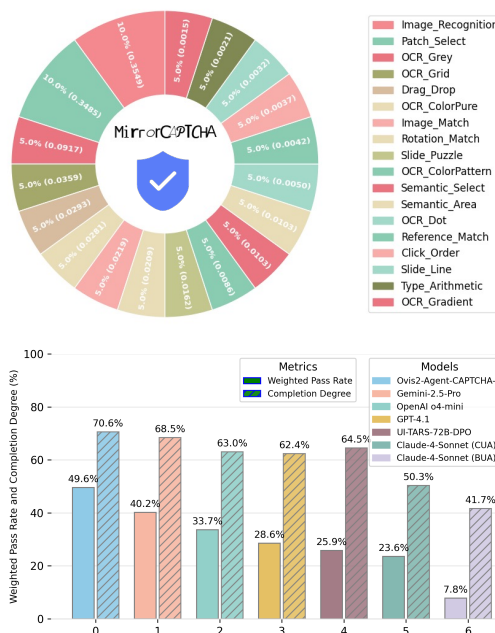 10.0% (0.3549)
10.0% (0.3485)
5.0% (0.0917)
5.0% (0.0359)
5.0% (0.0293)
5.0% (0.0281)
5.0% (0.0219)
5.0% (0.0209)
5.0% (0.0162)
5.0% (0.0086)
5.0% (0.0103)
5.0% (0.0103)
5.0% (0.0050)
5.0% (0.0042)
5.0% (0.0037)
5.0% (0.0032)
5.0% (0.0021)
5.0% (0.0015)
MirrorCAPTCHA
Image_Recognition
Patch_Select
OCR_Grey
OCR_Grid
Drag_Drop
OCR_ColorPure
Image_Match
Rotation_Match
Slide_Puzzle
OCR_ColorPattern
Semantic_Select
Semantic_Area
OCR_Dot
Reference_Match
Click_Order
Slide_Line
Type_Arithmetic
OCR_Gradient
Weighted Pass Rate and Completion Degree (%)
100
80
60
40
20
0
Metrics
Weighted Pass Rate
Completion Degree
Models
Ovis2-Agent-CAPTCHA-
Gemini-2.5-Pro
OpenAI o4-mini
GPT-4.1
UI-TARS-72B-DPO
Claude-4-Sonnet (CUA)
Claude-4-Sonnet (BUA)
49.6% 70.6% 40.2% 68.5% 33.7% 63.0% 28.6% 62.4% 25.9% 64.5% 23.6% 50.3% 7.8% 41.7%
0 1 2 3 4 5 6